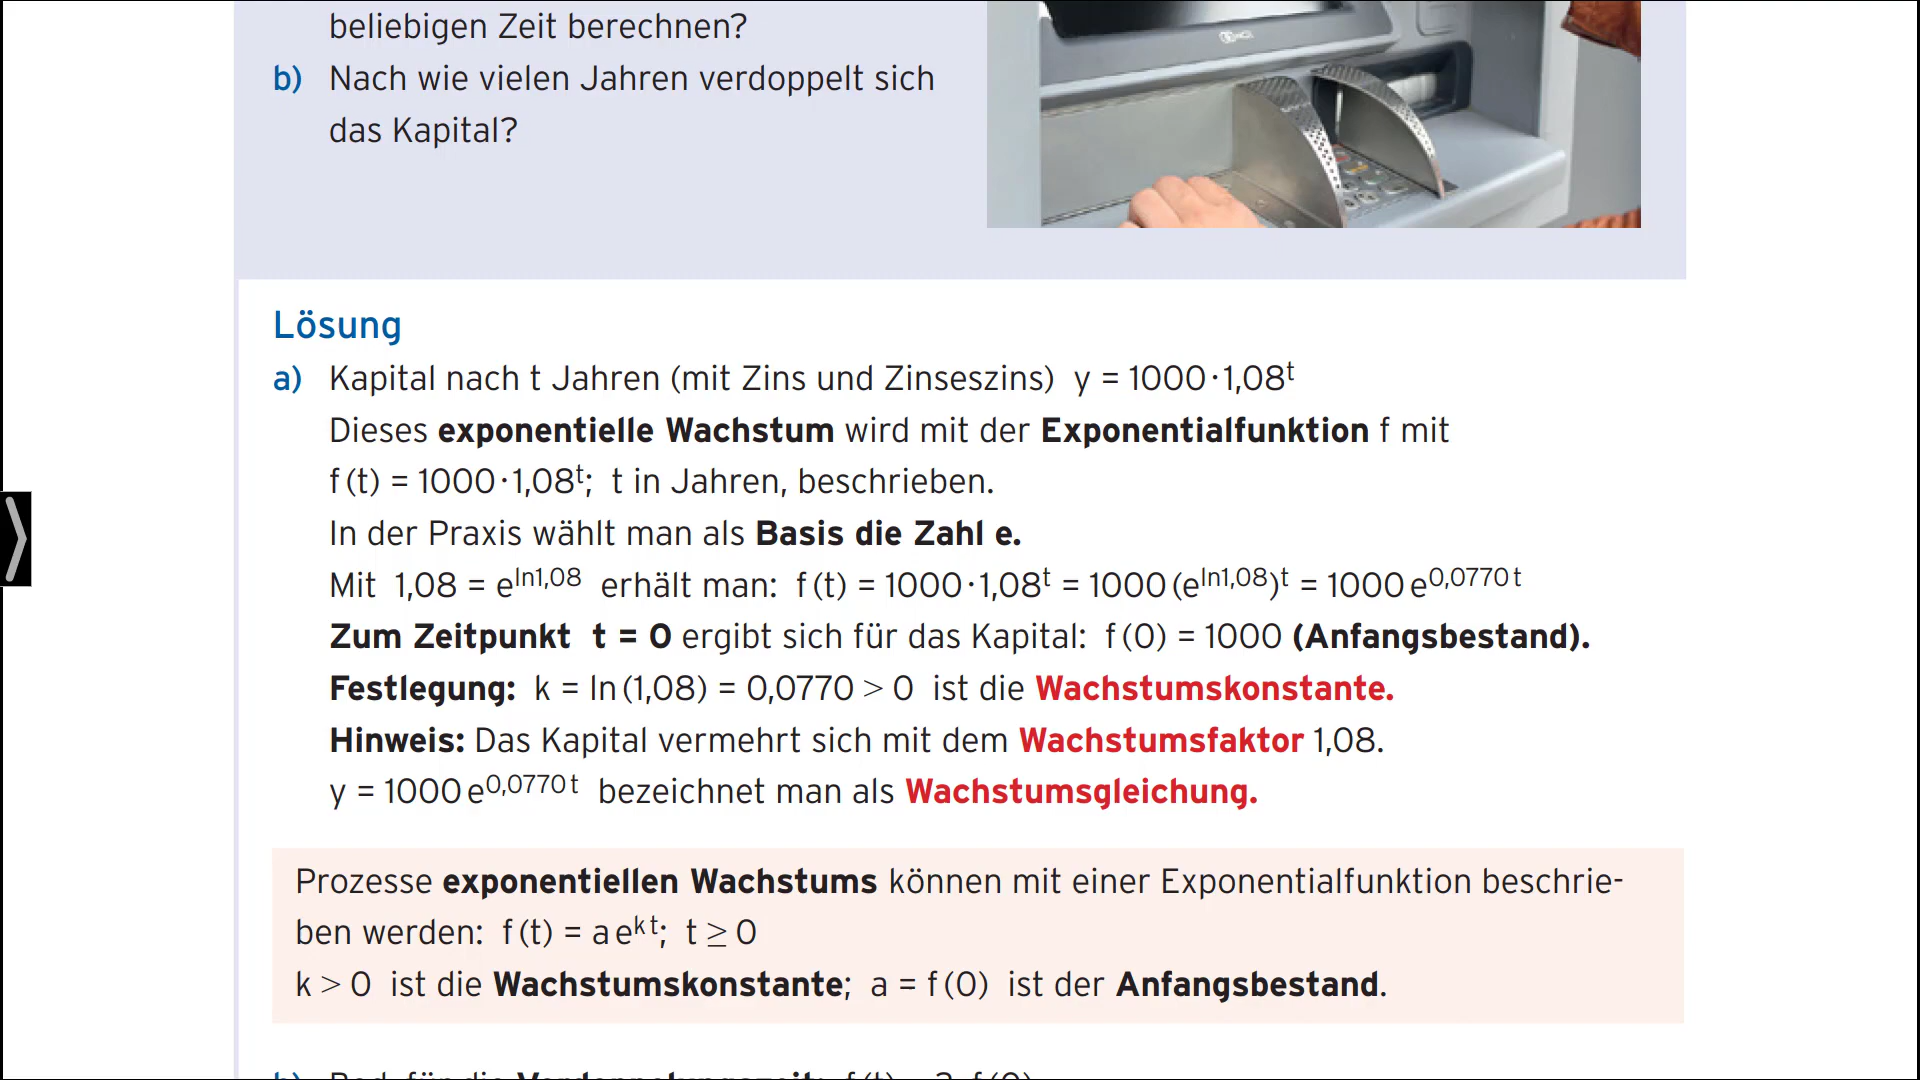 beliebigen Zeit berechnen?
b) Nach wie vielen Jahren verdoppelt sich
das Kapital?
Lösung
a) Kapital nach t Jahren (mit Zins und Zinseszins) y = 1000·1,08ᵗ
Dieses exponentielle Wachstum wird mit der Exponentialfunktion f mit
f(t) = 1000·1,08ᵗ; t in Jahren, beschrieben.
In der Praxis wählt man als Basis die Zahl e.
Mit 1,08 = e^ln1,08 erhält man: f(t) = 1000·1,08ᵗ = 1000(e^ln1,08)ᵗ = 1000e^0,0770t
Zum Zeitpunkt t = 0 ergibt sich für das Kapital: f(0) = 1000 (Anfangsbestand).
Festlegung: k = ln(1,08) = 0,0770 > 0 ist die Wachstumskonstante.
Hinweis: Das Kapital vermehrt sich mit dem Wachstumsfaktor 1,08.
y = 1000e^0,0770t bezeichnet man als Wachstumsgleichung.
Prozesse exponentiellen Wachstums können mit einer Exponentialfunktion beschrie-
ben werden: f(t) = a e^kt; t ≥ 0
k > 0 ist die Wachstumskonstante; a = f(0) ist der Anfangsbestand.